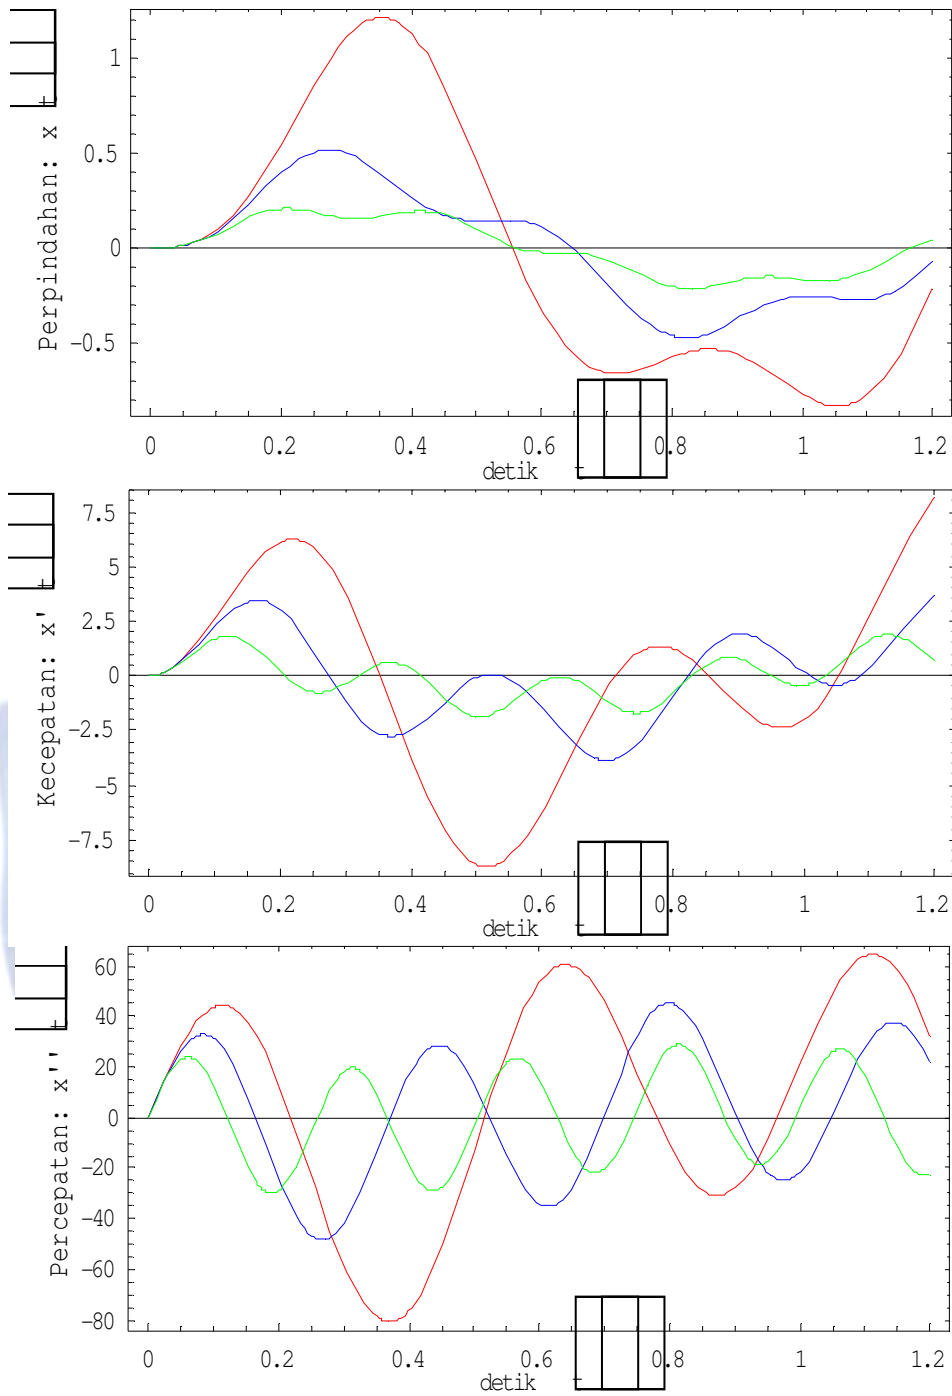 Perpindahan: x t
1
0.5
0
−0.5
0 0.2 0.4 0.6 0.8 1 1.2
detik t
Kecepatan: x' t
7.5
5
2.5
0
−2.5
−5
−7.5
0 0.2 0.4 0.6 0.8 1 1.2
detik t
Percepatan: x'' t
60
40
20
0
−20
−40
−60
−80
0 0.2 0.4 0.6 0.8 1 1.2
detik t